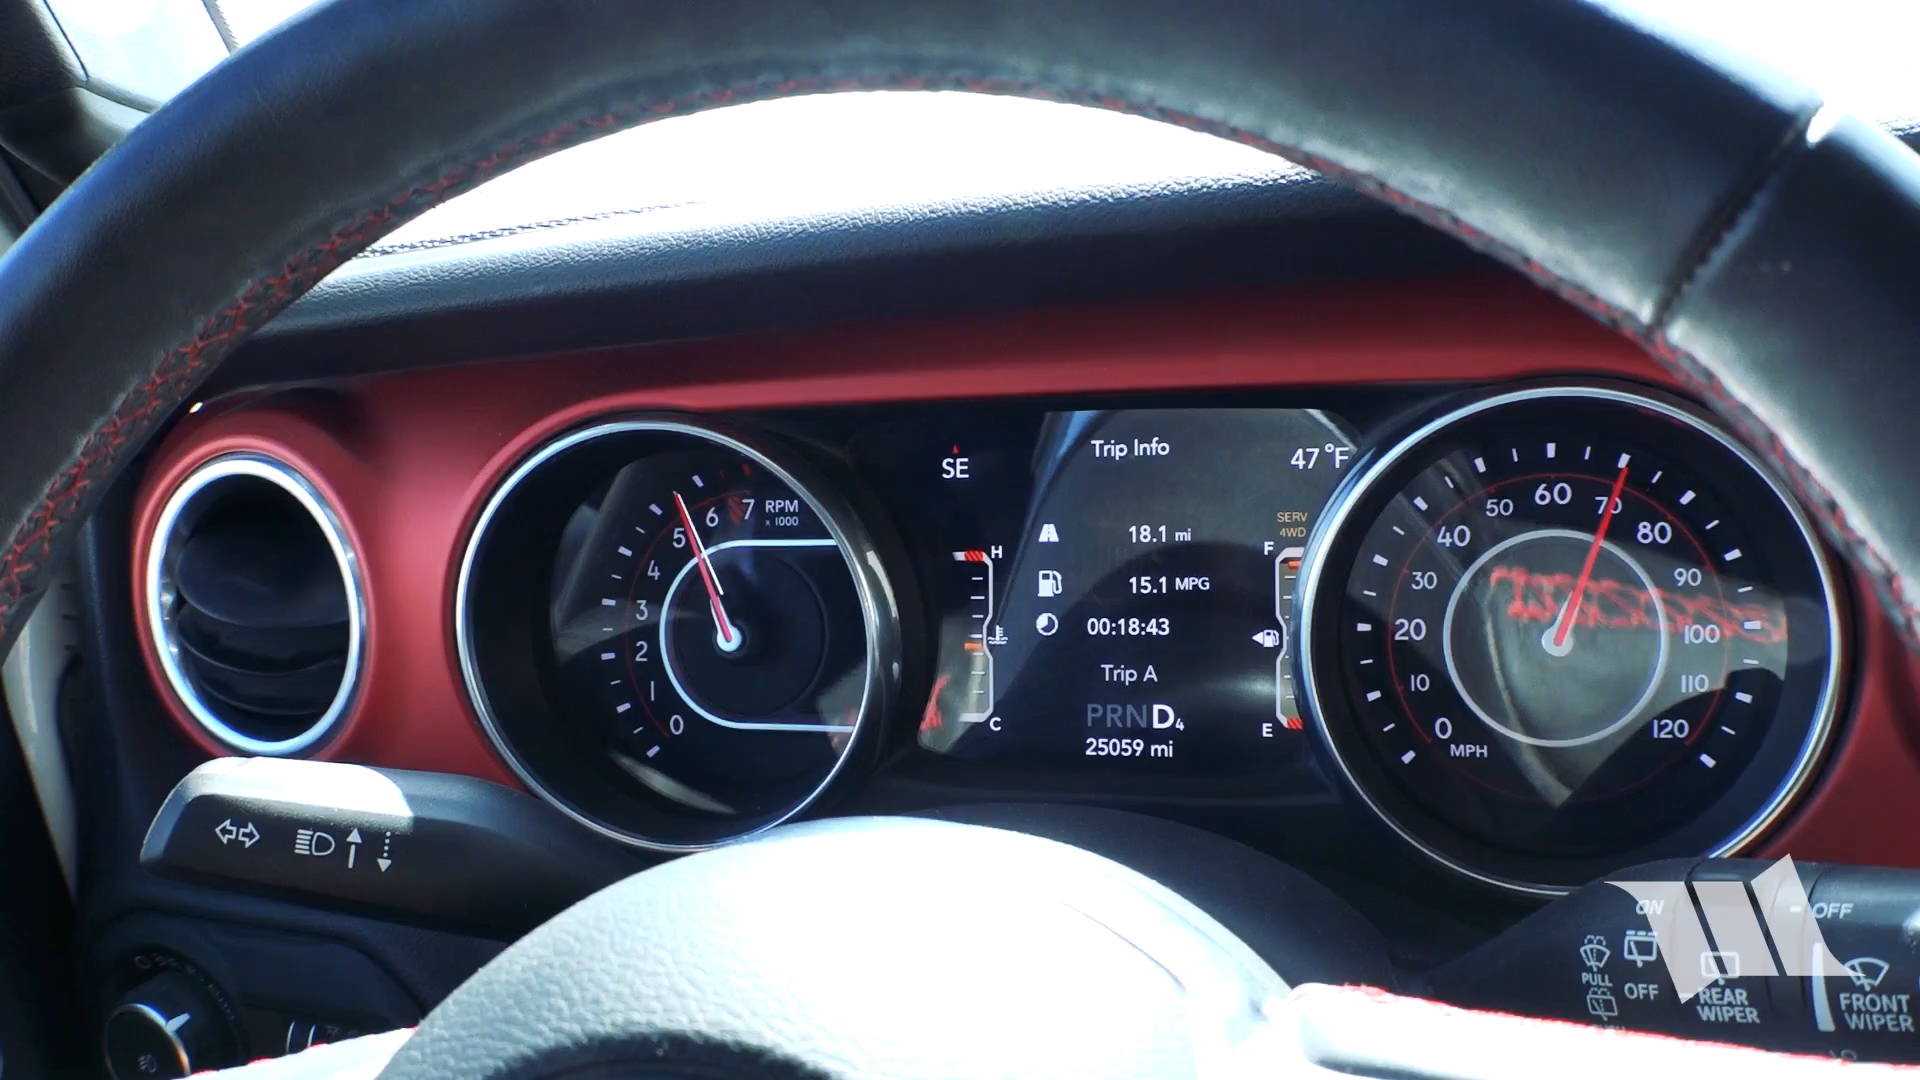 7
6
5
4
3
2
1
0
RPM
x 1000
SE
H
C
Trip Info
47°F
18.1 mi
15.1 MPG
00:18:43
Trip A
PRND4
25059 mi
SERV
4WD
F
E
0
10
20
30
40
50
60
70
80
90
100
110
120
MPH
ON
OFF
PULL
OFF
REAR
WIPER
FRONT
WIPER